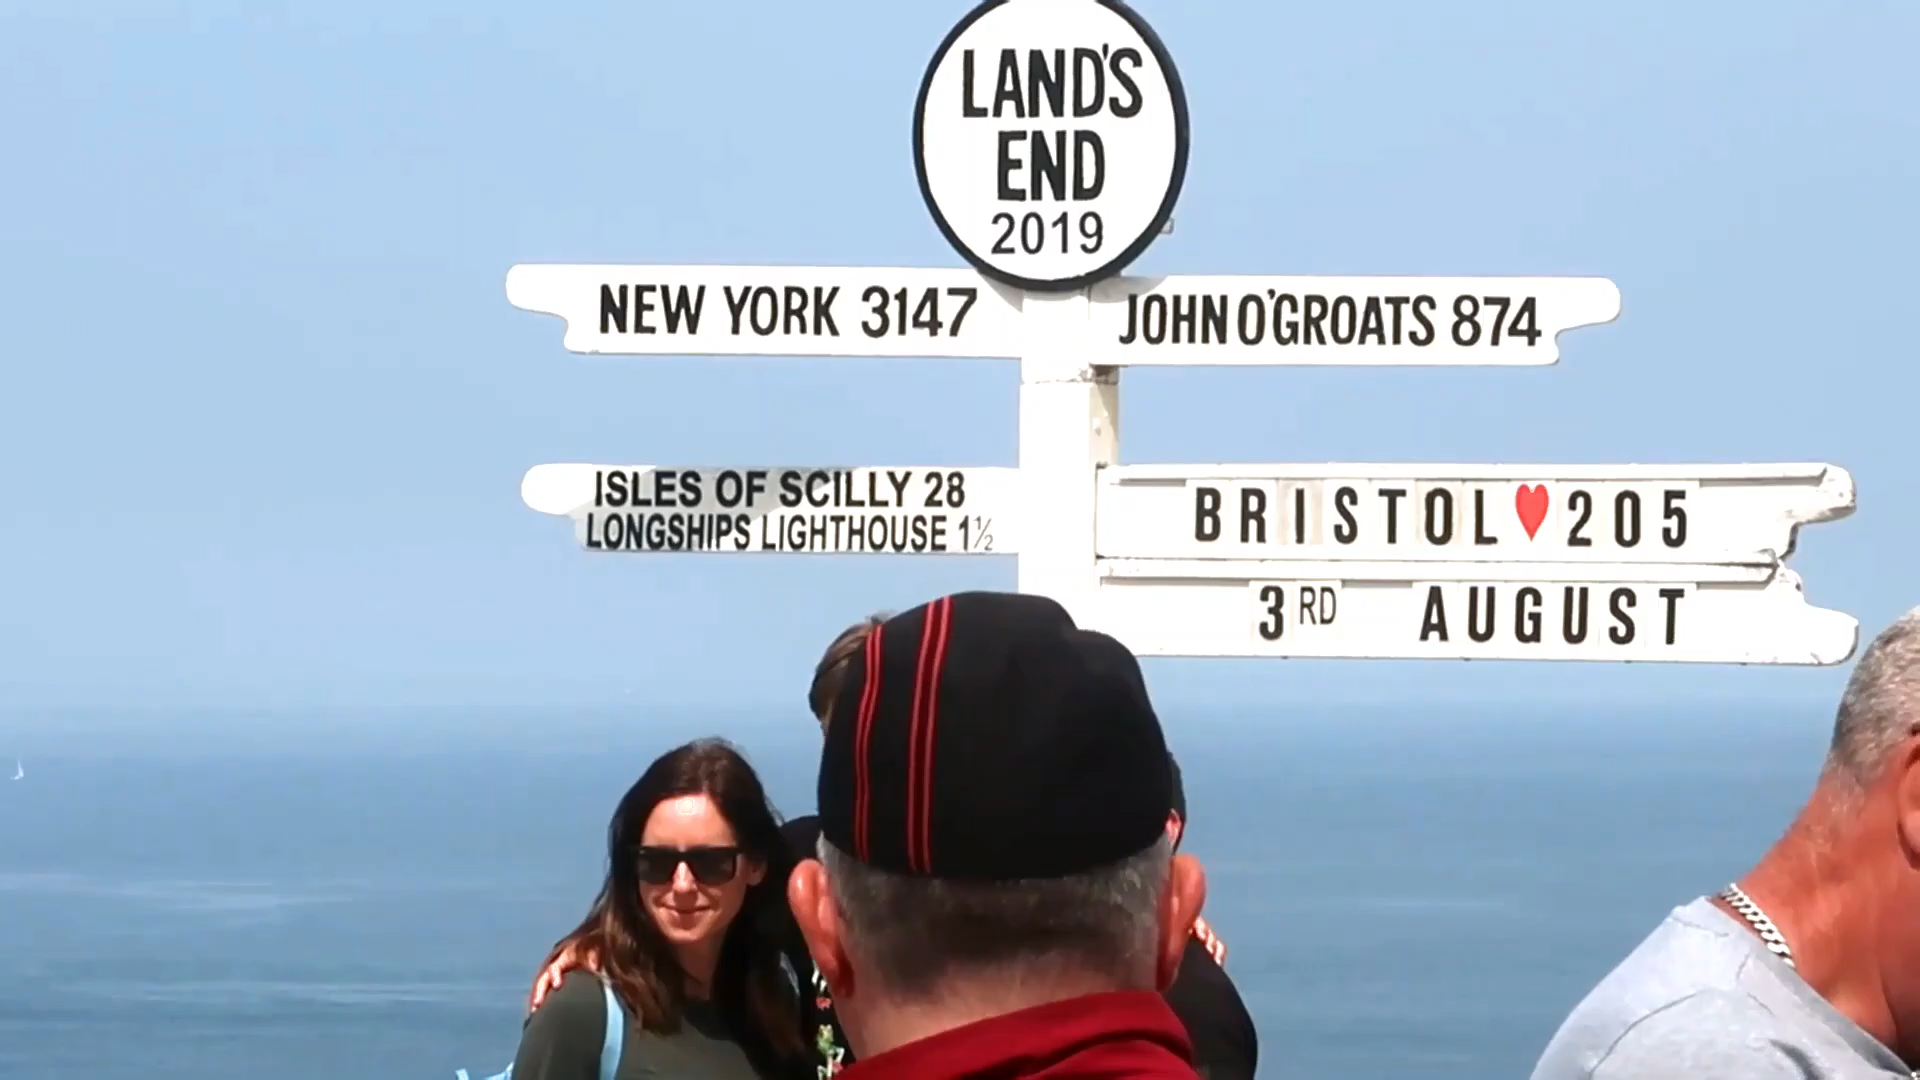 LAND'S
END
2019
NEW YORK 3147
JOHN O'GROATS 874
ISLES OF SCILLY 28
LONGSHIPS LIGHTHOUSE 1½
BRISTOL♥205
3RD AUGUST